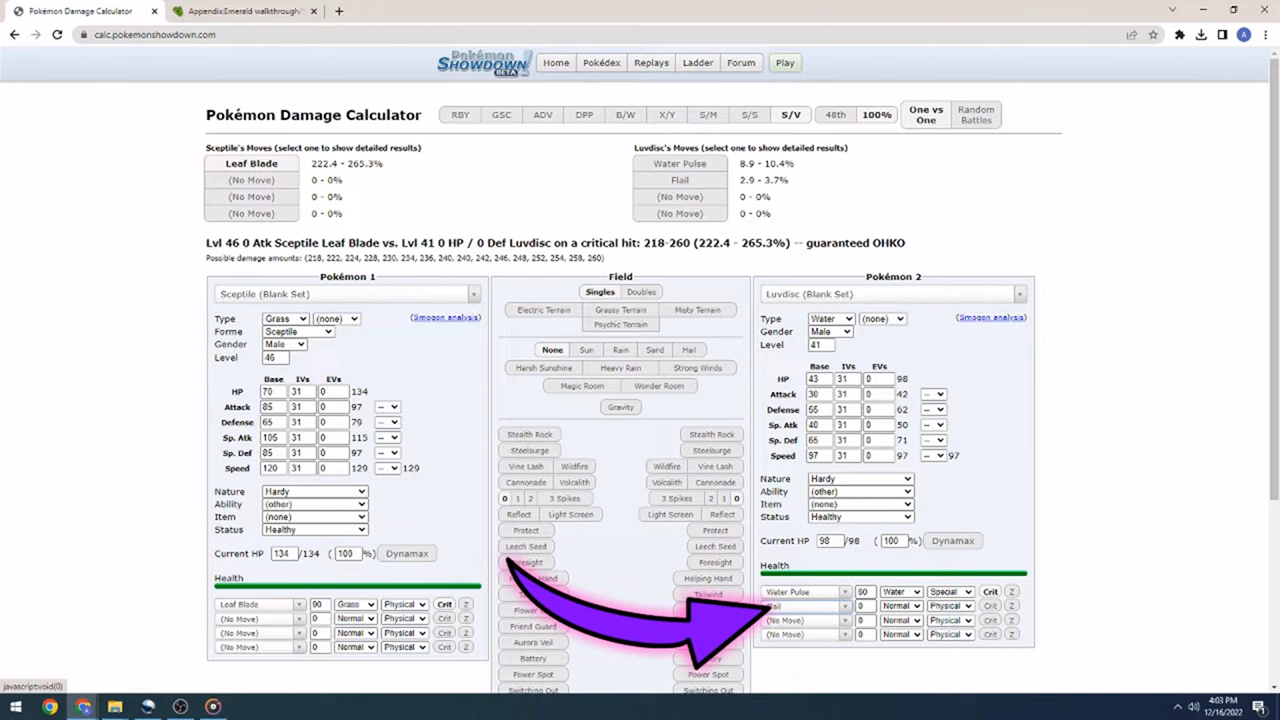 Pokémon Damage Calculator
Appendix:Emerald walkthrough/
calc.pokemonshowdown.com
Pokémon SHOWDOWN! BETA
Home Pokédex Replays Ladder Forum Play
Pokémon Damage Calculator RBY GSC ADV DPP B/W X/Y S/M S/S S/V 48th 100% One vs One Random Battles
Sceptile's Moves (select one to show detailed results)
Leaf Blade 222.4 - 265.3%
(No Move) 0 - 0%
(No Move) 0 - 0%
(No Move) 0 - 0%
Luvdisc's Moves (select one to show detailed results)
Water Pulse 8.9 - 10.4%
Flail 2.9 - 3.7%
(No Move) 0 - 0%
(No Move) 0 - 0%
Lvl 46 0 Atk Sceptile Leaf Blade vs. Lvl 41 0 HP / 0 Def Luvdisc on a critical hit: 218-260 (222.4 - 265.3%) -- guaranteed OHKO
Possible damage amounts: (218, 222, 224, 228, 230, 234, 236, 240, 240, 242, 246, 248, 252, 254, 258, 260)
Pokémon 1
Sceptile (Blank Set)
Type Grass (none) (Smogon analysis)
Forme Sceptile
Gender Male
Level 46
Base IVs EVs
HP 70 31 0 134
Attack 85 31 0 97 --
Defense 65 31 0 79 --
Sp. Atk 105 31 0 115 --
Sp. Def 85 31 0 97 --
Speed 120 31 0 129 -- 129
Nature Hardy
Ability (other)
Item (none)
Status Healthy
Current HP 134 /134 ( 100 %) Dynamax
Health
Leaf Blade 90 Grass Physical Crit Z
(No Move) 0 Normal Physical Crit Z
(No Move) 0 Normal Physical Crit Z
(No Move) 0 Normal Physical Crit Z
Field
Singles Doubles
Electric Terrain Grassy Terrain Misty Terrain
Psychic Terrain
None Sun Rain Sand Hail
Harsh Sunshine Heavy Rain Strong Winds
Magic Room Wonder Room
Gravity
Stealth Rock Stealth Rock
Steelsurge Steelsurge
Vine Lash Wildfire Wildfire Vine Lash
Cannonade Volcalith Volcalith Cannonade
0 1 2 3 Spikes 3 Spikes 2 1 0
Reflect Light Screen Light Screen Reflect
Protect Protect
Leech Seed Leech Seed
Foresight
Helping Hand
Tailwind
Friend Guard
Aurora Veil
Battery
Power Spot Power Spot
Switching Out Switching Out
Pokémon 2
Luvdisc (Blank Set)
Type Water (none) (Smogon analysis)
Gender Male
Level 41
Base IVs EVs
HP 43 31 0 98
Attack 30 31 0 42 --
Defense 55 31 0 62 --
Sp. Atk 40 31 0 50 --
Sp. Def 65 31 0 71 --
Speed 97 31 0 97 -- 97
Nature Hardy
Ability (other)
Item (none)
Status Healthy
Current HP 98 /98 ( 100 %) Dynamax
Health
Water Pulse 60 Water Special Crit Z
0 Normal Physical Crit Z
(No Move) 0 Normal Physical Crit Z
(No Move) 0 Normal Physical Crit Z
javascript:void(0)
4:03 PM
12/16/2022